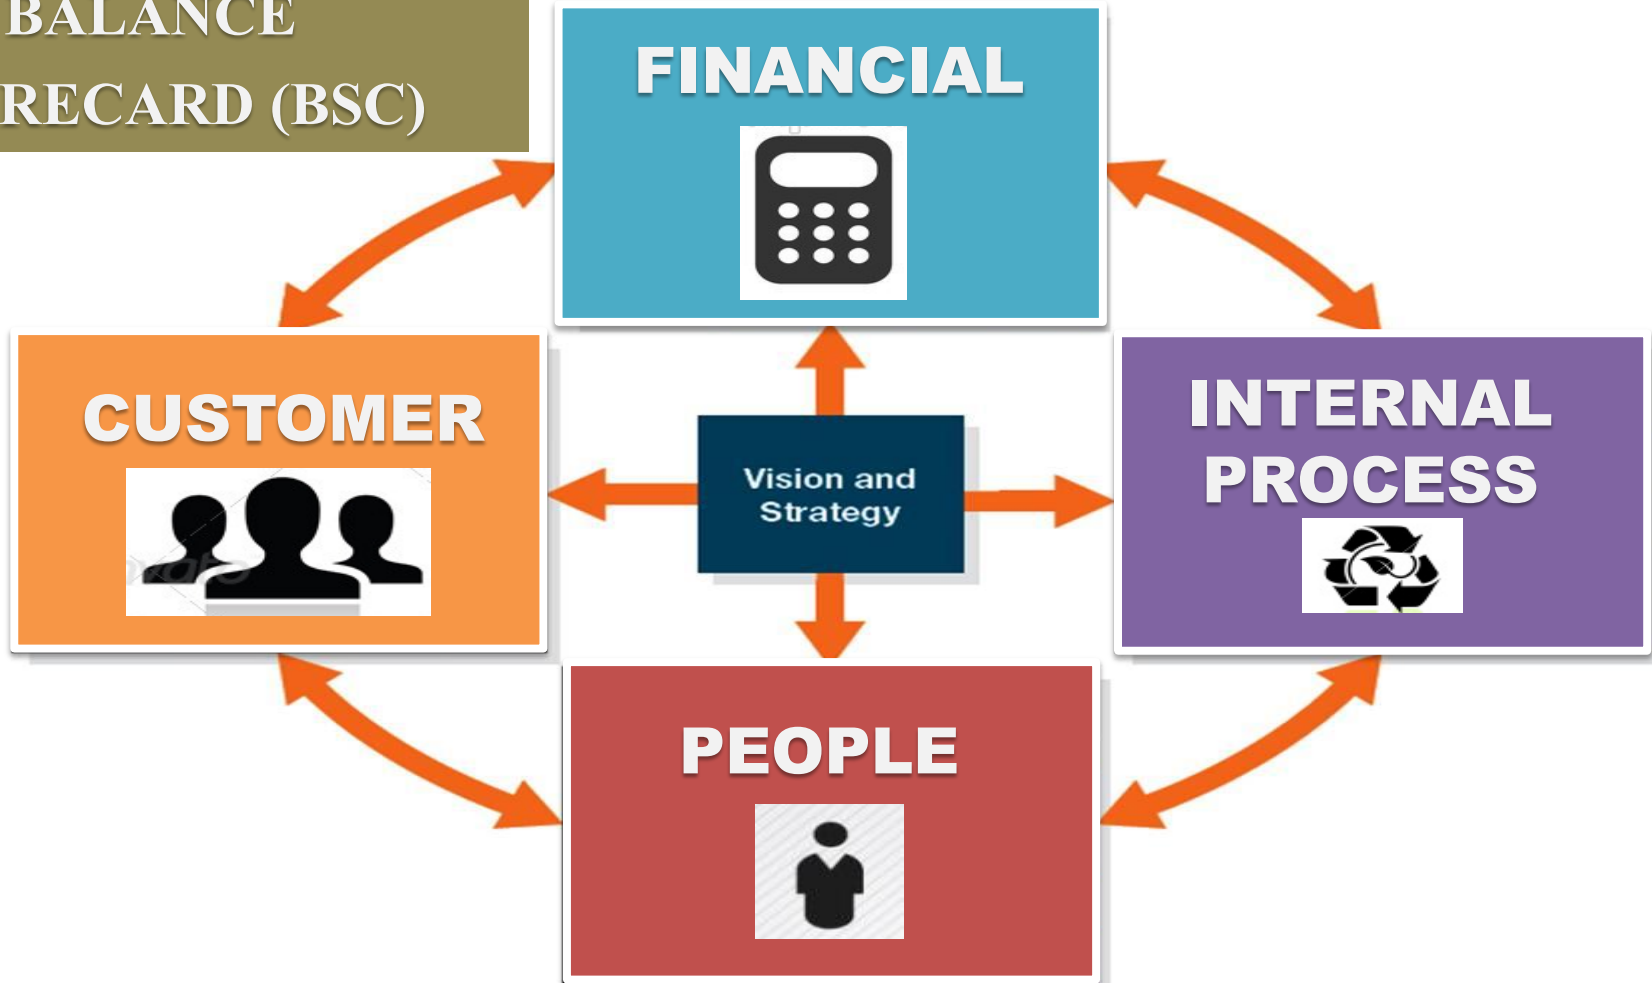 BALANCE
RECARD (BSC)
FINANCIAL
CUSTOMER
INTERNAL
PROCESS
Vision and
Strategy
PEOPLE